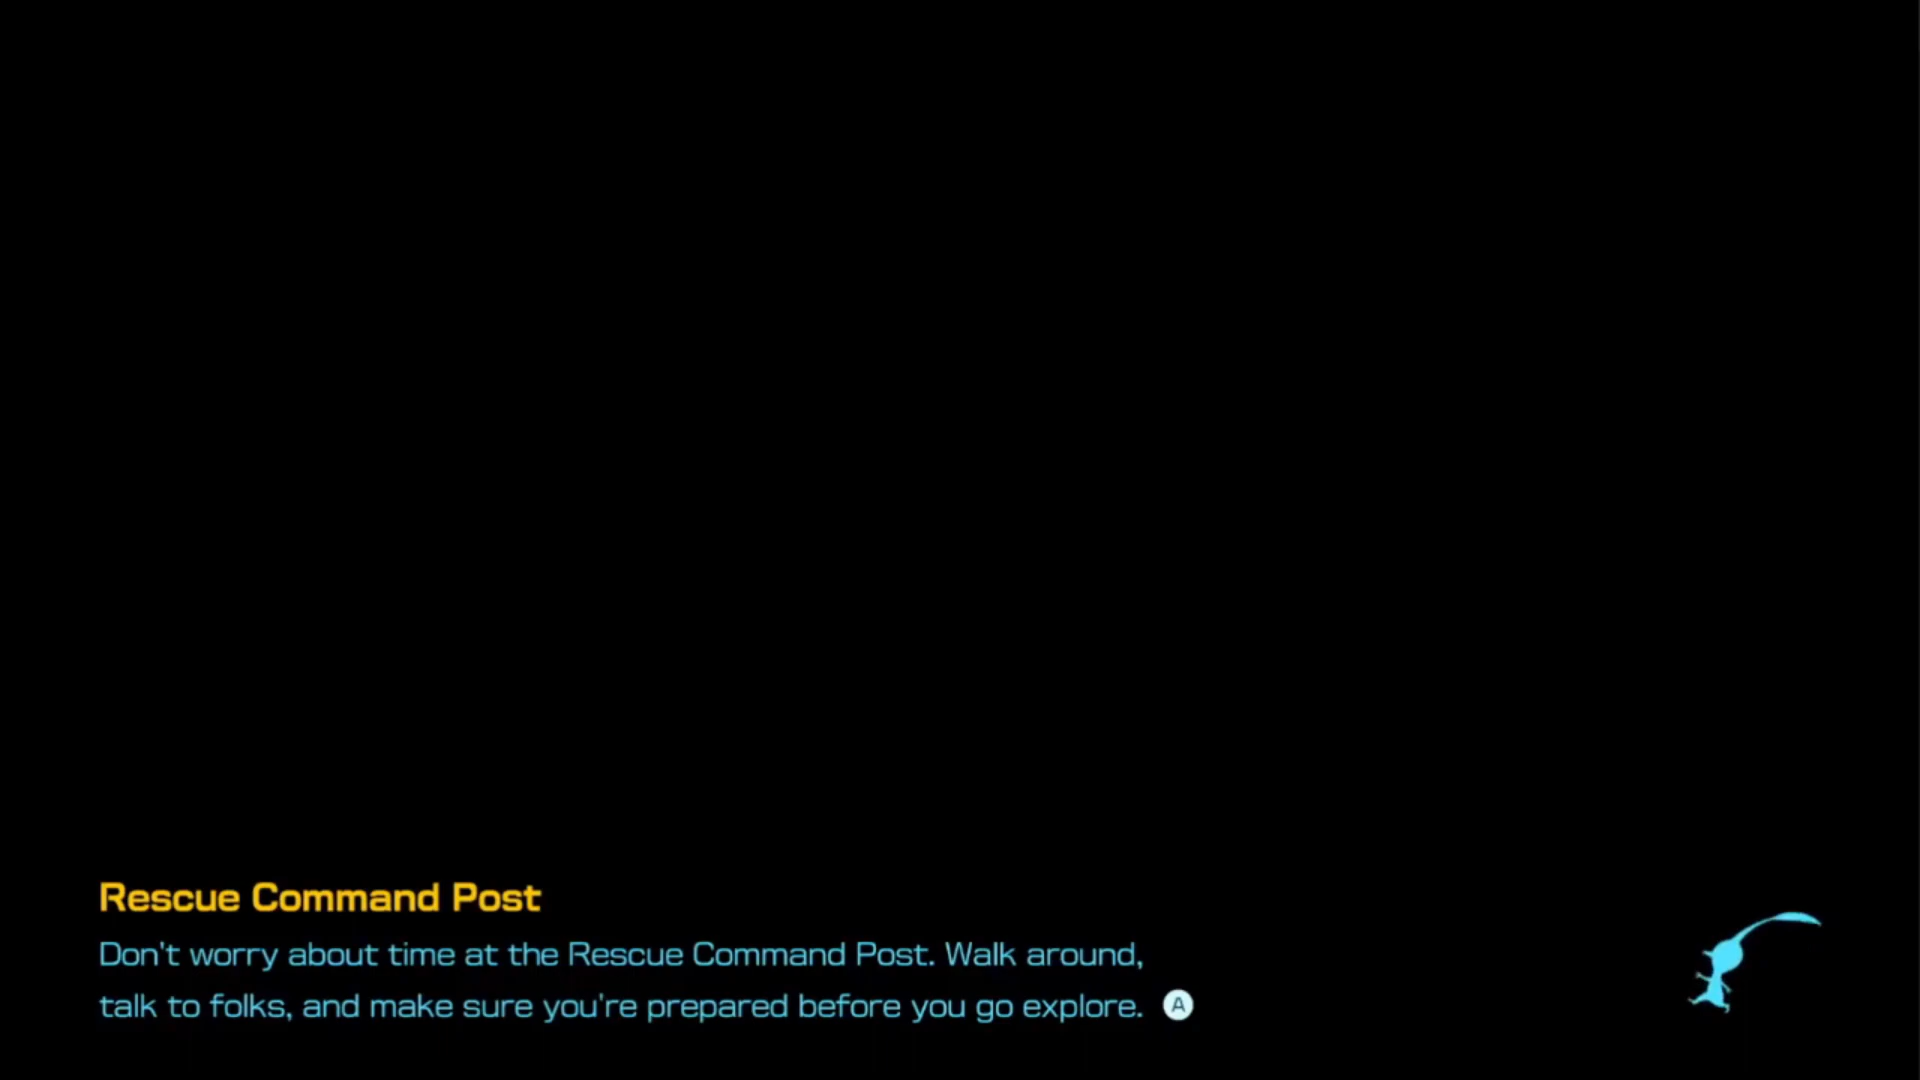 Rescue Command Post
Don't worry about time at the Rescue Command Post. Walk around,
talk to folks, and make sure you're prepared before you go explore. A